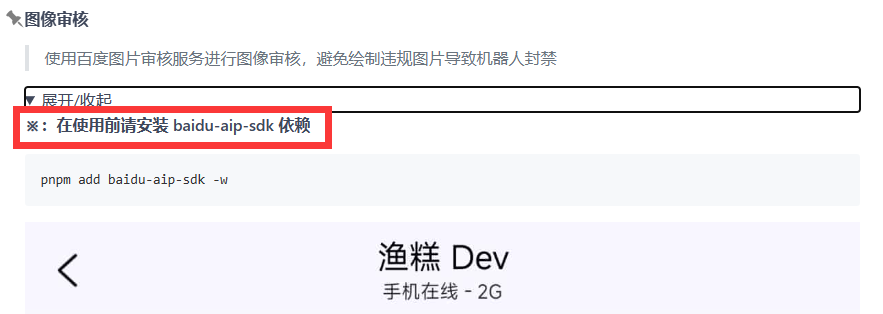 图像审核
使用百度图片审核服务进行图像审核，避免绘制违规图片导致机器人封禁
展开/收起
※：在使用前请安装 baidu-aip-sdk 依赖
pnpm add baidu-aip-sdk -w
渔糕 Dev
手机在线 - 2G